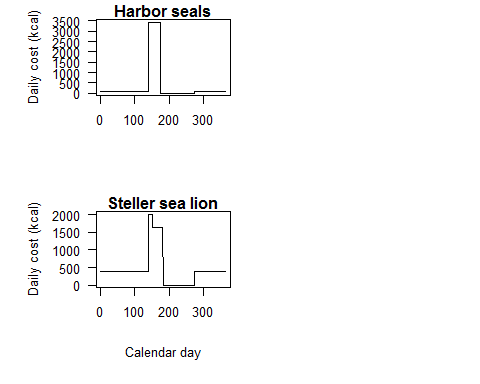 Harbor seals
Daily cost (kcal)
3500
3000
2500
2000
1500
1000
500
0
0 100 200 300
Steller sea lion
Daily cost (kcal)
2000
1500
1000
500
0
0 100 200 300
Calendar day